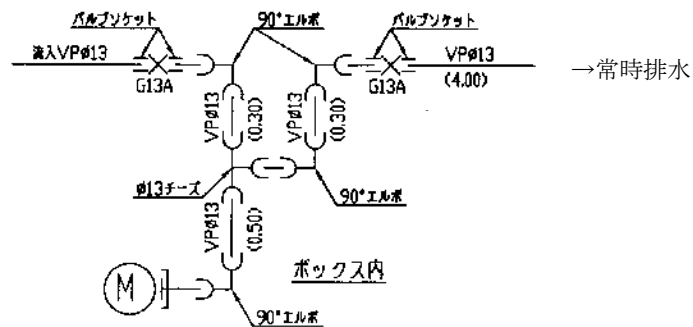 バルブソケット
90°エルボ
バルブソケット
流入VPφ13
G13A
G13A
VPφ13
(4.00)
→常時排水
VPφ13
(0.30)
VPφ13
(0.30)
φ13チーズ
90°エルボ
VPφ13
(0.50)
ボックス内
M
90°エルボ